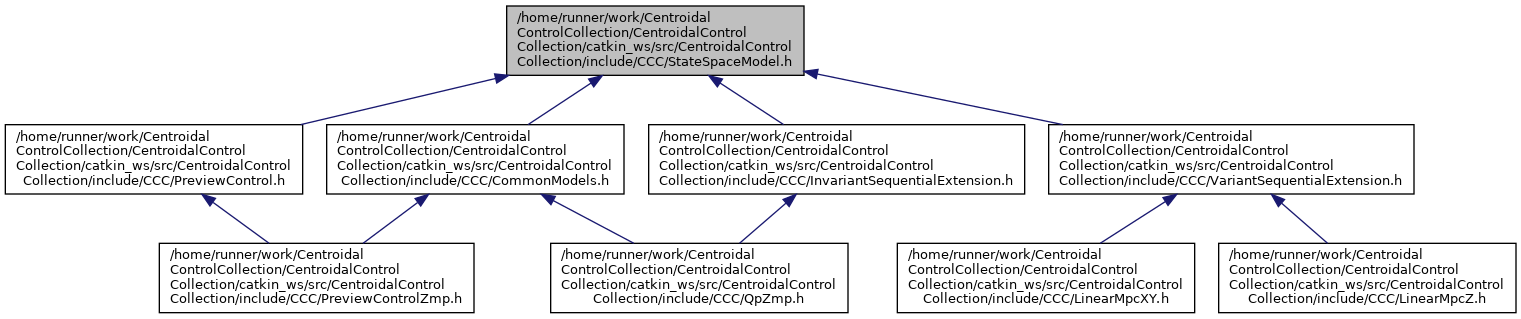 /home/runner/work/Centroidal
ControlCollection/CentroidalControl
Collection/catkin_ws/src/CentroidalControl
Collection/include/CCC/StateSpaceModel.h
/home/runner/work/Centroidal
ControlCollection/CentroidalControl
Collection/catkin_ws/src/CentroidalControl
Collection/include/CCC/PreviewControl.h
/home/runner/work/Centroidal
ControlCollection/CentroidalControl
Collection/catkin_ws/src/CentroidalControl
Collection/include/CCC/CommonModels.h
/home/runner/work/Centroidal
ControlCollection/CentroidalControl
Collection/catkin_ws/src/CentroidalControl
Collection/include/CCC/InvariantSequentialExtension.h
/home/runner/work/Centroidal
ControlCollection/CentroidalControl
Collection/catkin_ws/src/CentroidalControl
Collection/include/CCC/VariantSequentialExtension.h
/home/runner/work/Centroidal
ControlCollection/CentroidalControl
Collection/catkin_ws/src/CentroidalControl
Collection/include/CCC/PreviewControlZmp.h
/home/runner/work/Centroidal
ControlCollection/CentroidalControl
Collection/catkin_ws/src/CentroidalControl
Collection/include/CCC/QpZmp.h
/home/runner/work/Centroidal
ControlCollection/CentroidalControl
Collection/catkin_ws/src/CentroidalControl
Collection/include/CCC/LinearMpcXY.h
/home/runner/work/Centroidal
ControlCollection/CentroidalControl
Collection/catkin_ws/src/CentroidalControl
Collection/include/CCC/LinearMpcZ.h